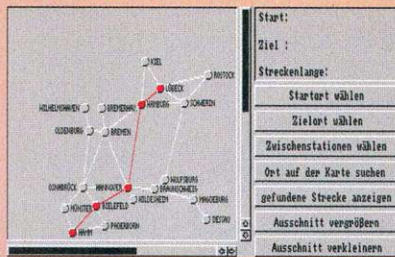 KIEL
ROSTOCK
LÜBECK
WILHELMSHAVEN
BREMERHAV
HAMBURG
SCHWERIN
OLDENBURG
BREMEN
OSNABRÜCK
HANNOVER
WOLFSBURG
BRAUNSCHWEIG
MÜNSTER
BIELEFELD
HILDESHEIM
MAGDEBURG
PADERBORN
DESSAU
HAMM
Start:
Ziel :
Streckenlange:
Startort wählen
Zielort wählen
Zwischenstationen wählen
Ort auf der Karte suchen
gefundene Strecke anzeigen
Ausschnitt vergrößern
Ausschnitt verkleinern